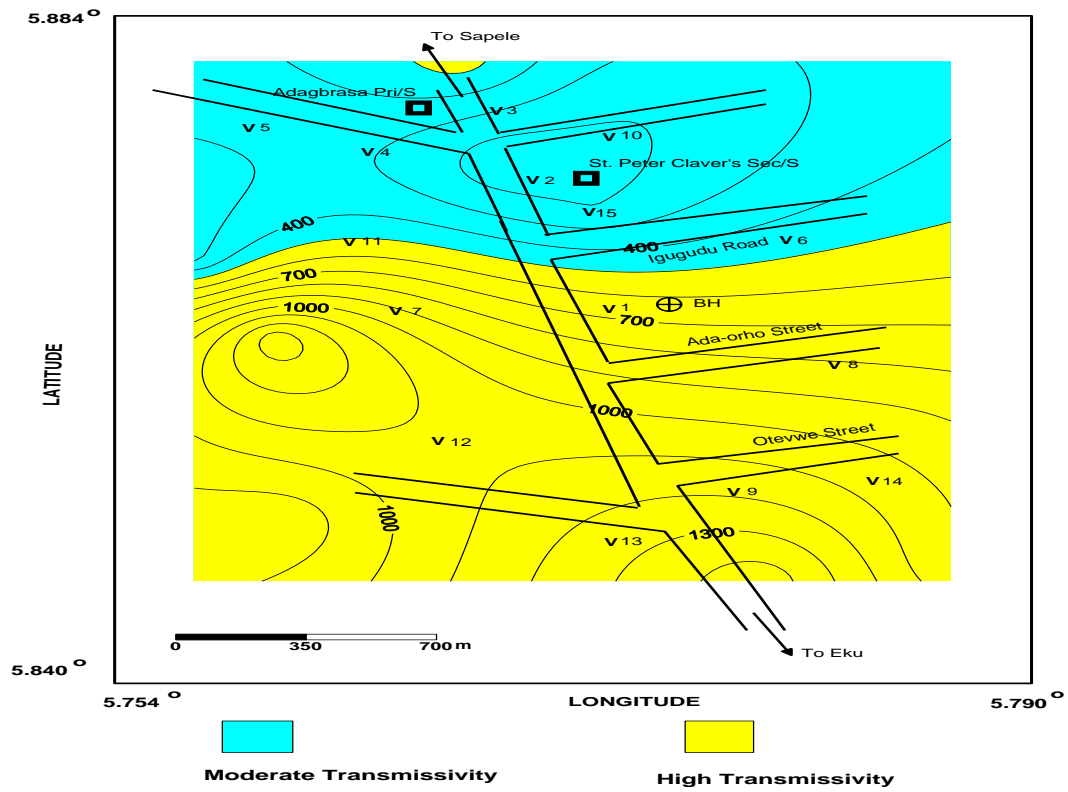 5.884 o
To Sapele
Adagbrasa Pri/S
V 3
V 5
V 10
V 4
St. Peter Claver's Sec/S
V 2
V 15
400
V 11
400
V 6
Igugudu Road
700
1000
V 7
V 1
BH
700
Ada-orho Street
V 8
LATITUDE
1000
V 12
Otevwe Street
V 14
V 9
1000
1300
V 13
0 350 700 m
To Eku
5.840 o
5.754 o
LONGITUDE
5.790 o
Moderate Transmissivity
High Transmissivity